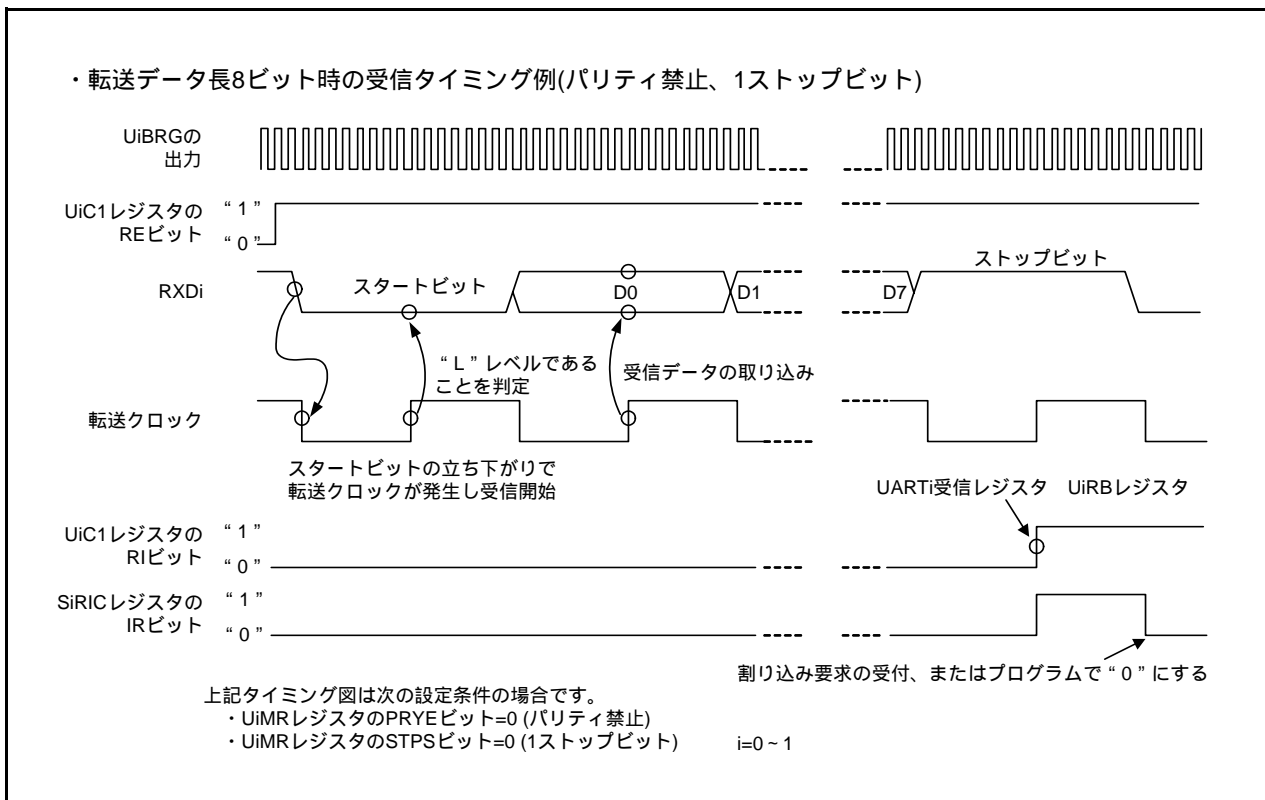 ・転送データ長8ビット時の受信タイミング例(パリティ禁止、1ストップビット)
UiBRGの
出力
UiC1レジスタの
REビット
“ 1 ”
“ 0 ”
RXDi
スタートビット
D0
D1
D7
ストップビット
“ L ” レベルである
ことを判定
受信データの取り込み
転送クロック
スタートビットの立ち下がりで
転送クロックが発生し受信開始
UARTi受信レジスタ UiRBレジスタ
UiC1レジスタの
RIビット
“ 1 ”
“ 0 ”
SiRICレジスタの
IRビット
“ 1 ”
“ 0 ”
割り込み要求の受付、またはプログラムで “ 0 ” にする
上記タイミング図は次の設定条件の場合です。
・UiMRレジスタのPRYEビット=0 (パリティ禁止)
・UiMRレジスタのSTPSビット=0 (1ストップビット) i=0 ~ 1